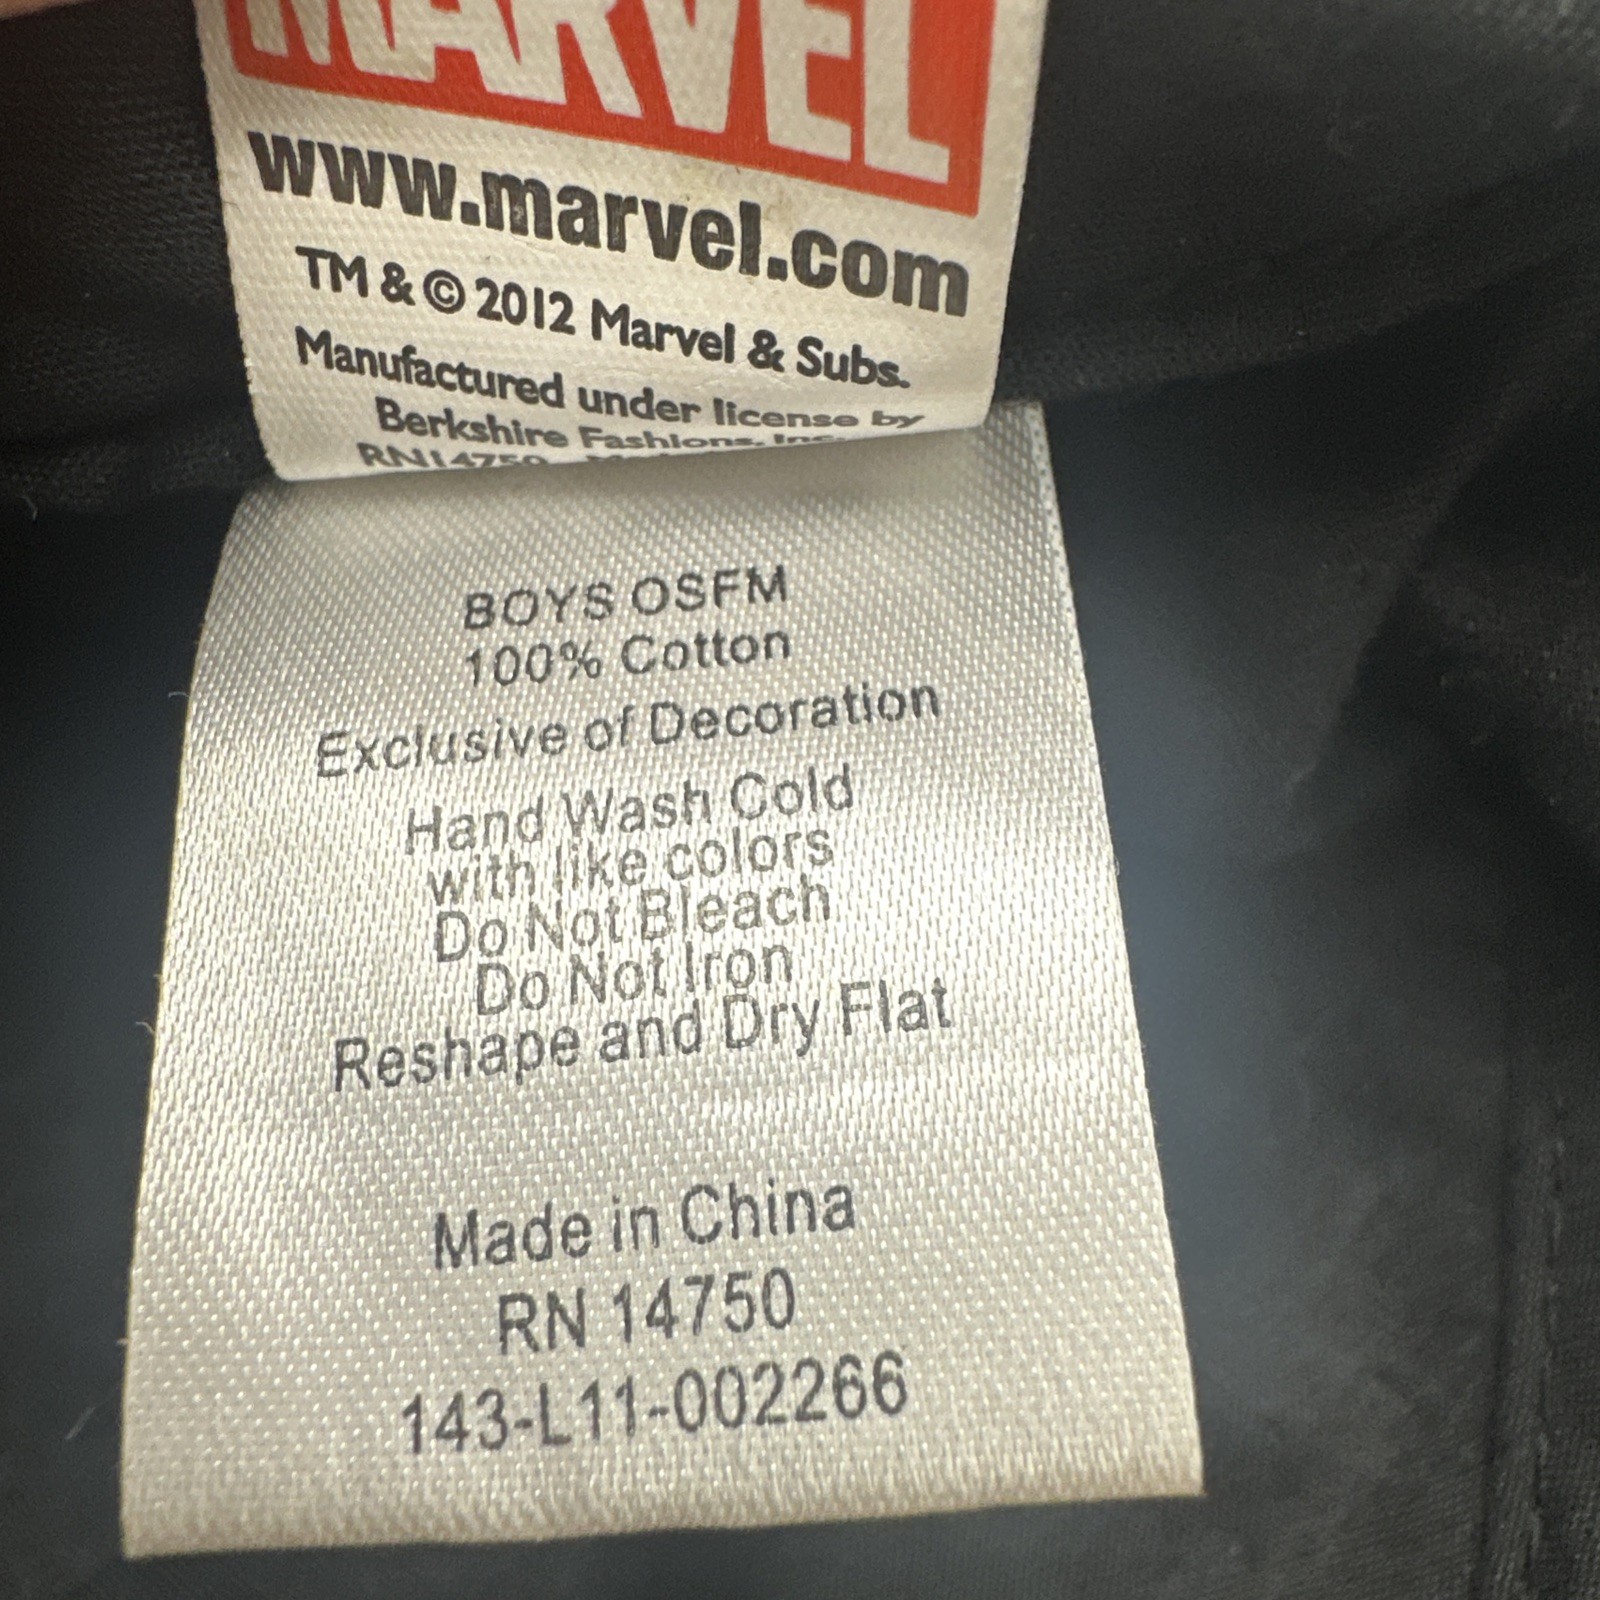 MARVEL
www.marvel.com
TM & © 2012 Marvel & Subs.
Manufactured under license by
Berkshire Fashions, Inc.
RN14750
BOYS OSFM
100% Cotton
Exclusive of Decoration
Hand Wash Cold
with like colors
Do Not Bleach
Do Not Iron
Reshape and Dry Flat
Made in China
RN 14750
143-L11-002266